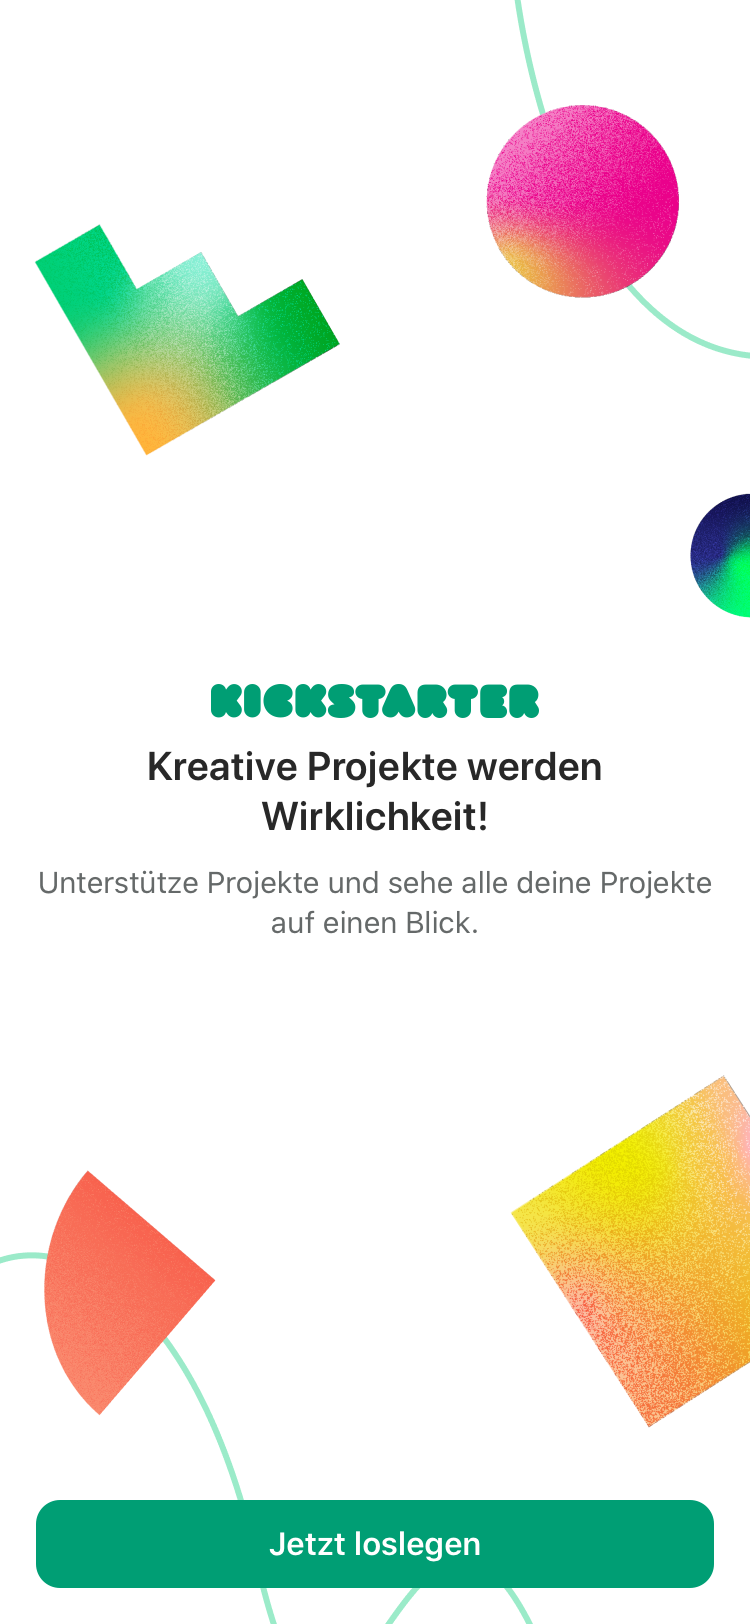 KICKSTARTER
Kreative Projekte werden
Wirklichkeit!
Unterstütze Projekte und sehe alle deine Projekte
auf einen Blick.
Jetzt loslegen